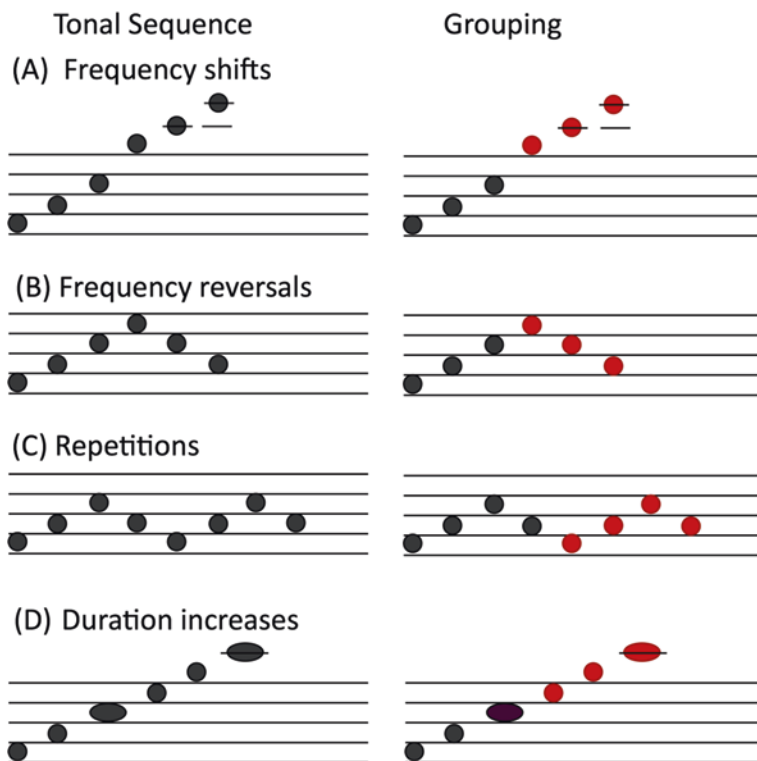 Tonal Sequence Grouping
(A) Frequency shifts
(B) Frequency reversals
(C) Repetitions
(D) Duration increases